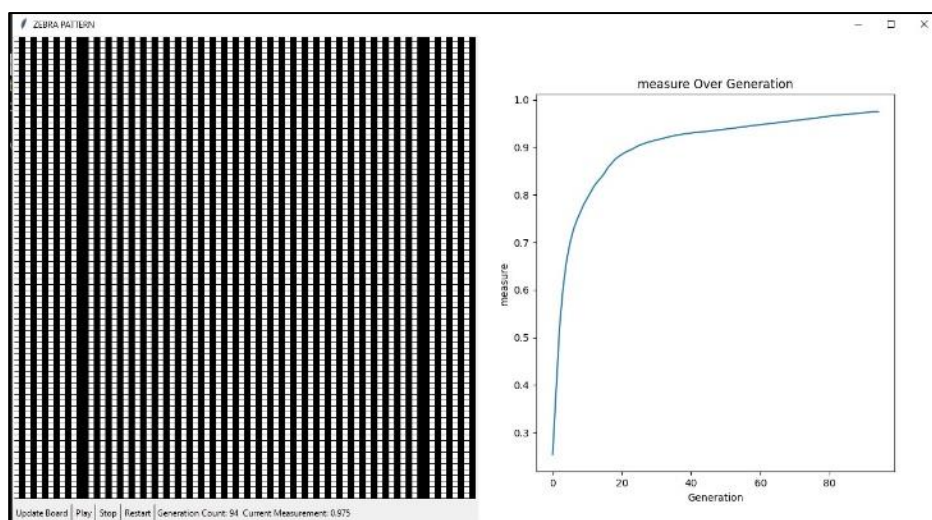 ZEBRA PATTERN
measure Over Generation
1.0
0.9
0.8
0.7
0.6
0.5
0.4
0.3
measure
0 20 40 60 80
Generation
Update Board Play Stop Restart Generation Count: 94 Current Measurement: 0.975